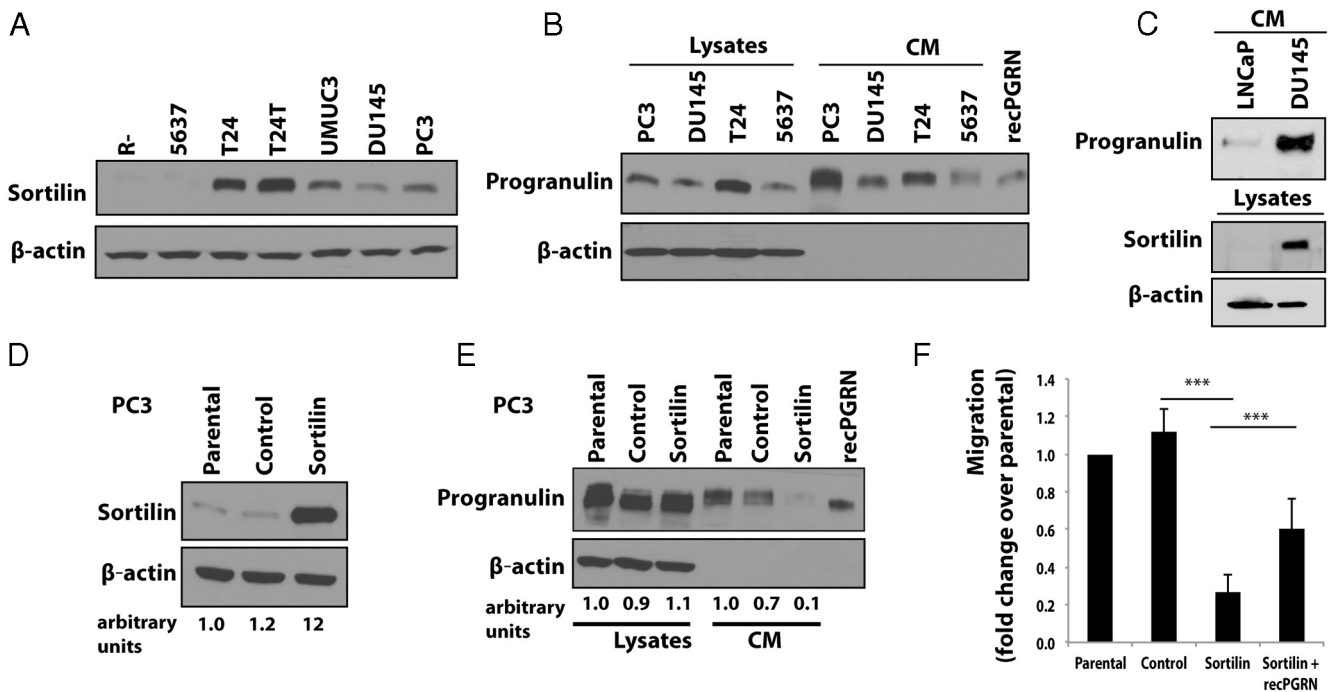 A
R-
5637
T24
T24T
UMUC3
DU145
PC3
Sortilin
β-actin
B
Lysates
CM
PC3
DU145
T24
5637
PC3
DU145
T24
5637
recPGRN
Progranulin
β-actin
C
CM
LNCaP
DU145
Progranulin
Lysates
Sortilin
β-actin
D
PC3
Parental
Control
Sortilin
Sortilin
β-actin
arbitrary
units
1.0 1.2 12
E
PC3
Parental
Control
Sortilin
Parental
Control
Sortilin
recPGRN
Progranulin
β-actin
arbitrary
units
1.0 0.9 1.1 1.0 0.7 0.1
Lysates CM
F
Migration
(fold change over parental)
1.4
1.2
1.0
0.8
0.6
0.4
0.2
0.0
***
***
Parental
Control
Sortilin
Sortilin +
recPGRN